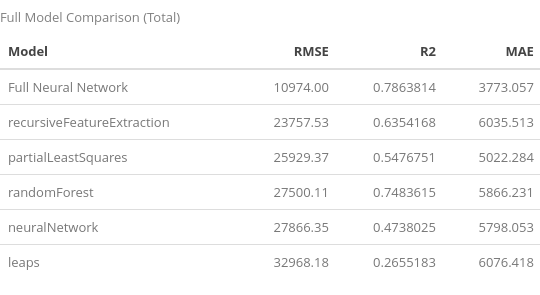 Full Model Comparison (Total)
Model RMSE R2 MAE
Full Neural Network 10974.00 0.7863814 3773.057
recursiveFeatureExtraction 23757.53 0.6354168 6035.513
partialLeastSquares 25929.37 0.5476751 5022.284
randomForest 27500.11 0.7483615 5866.231
neuralNetwork 27866.35 0.4738025 5798.053
leaps 32968.18 0.2655183 6076.418